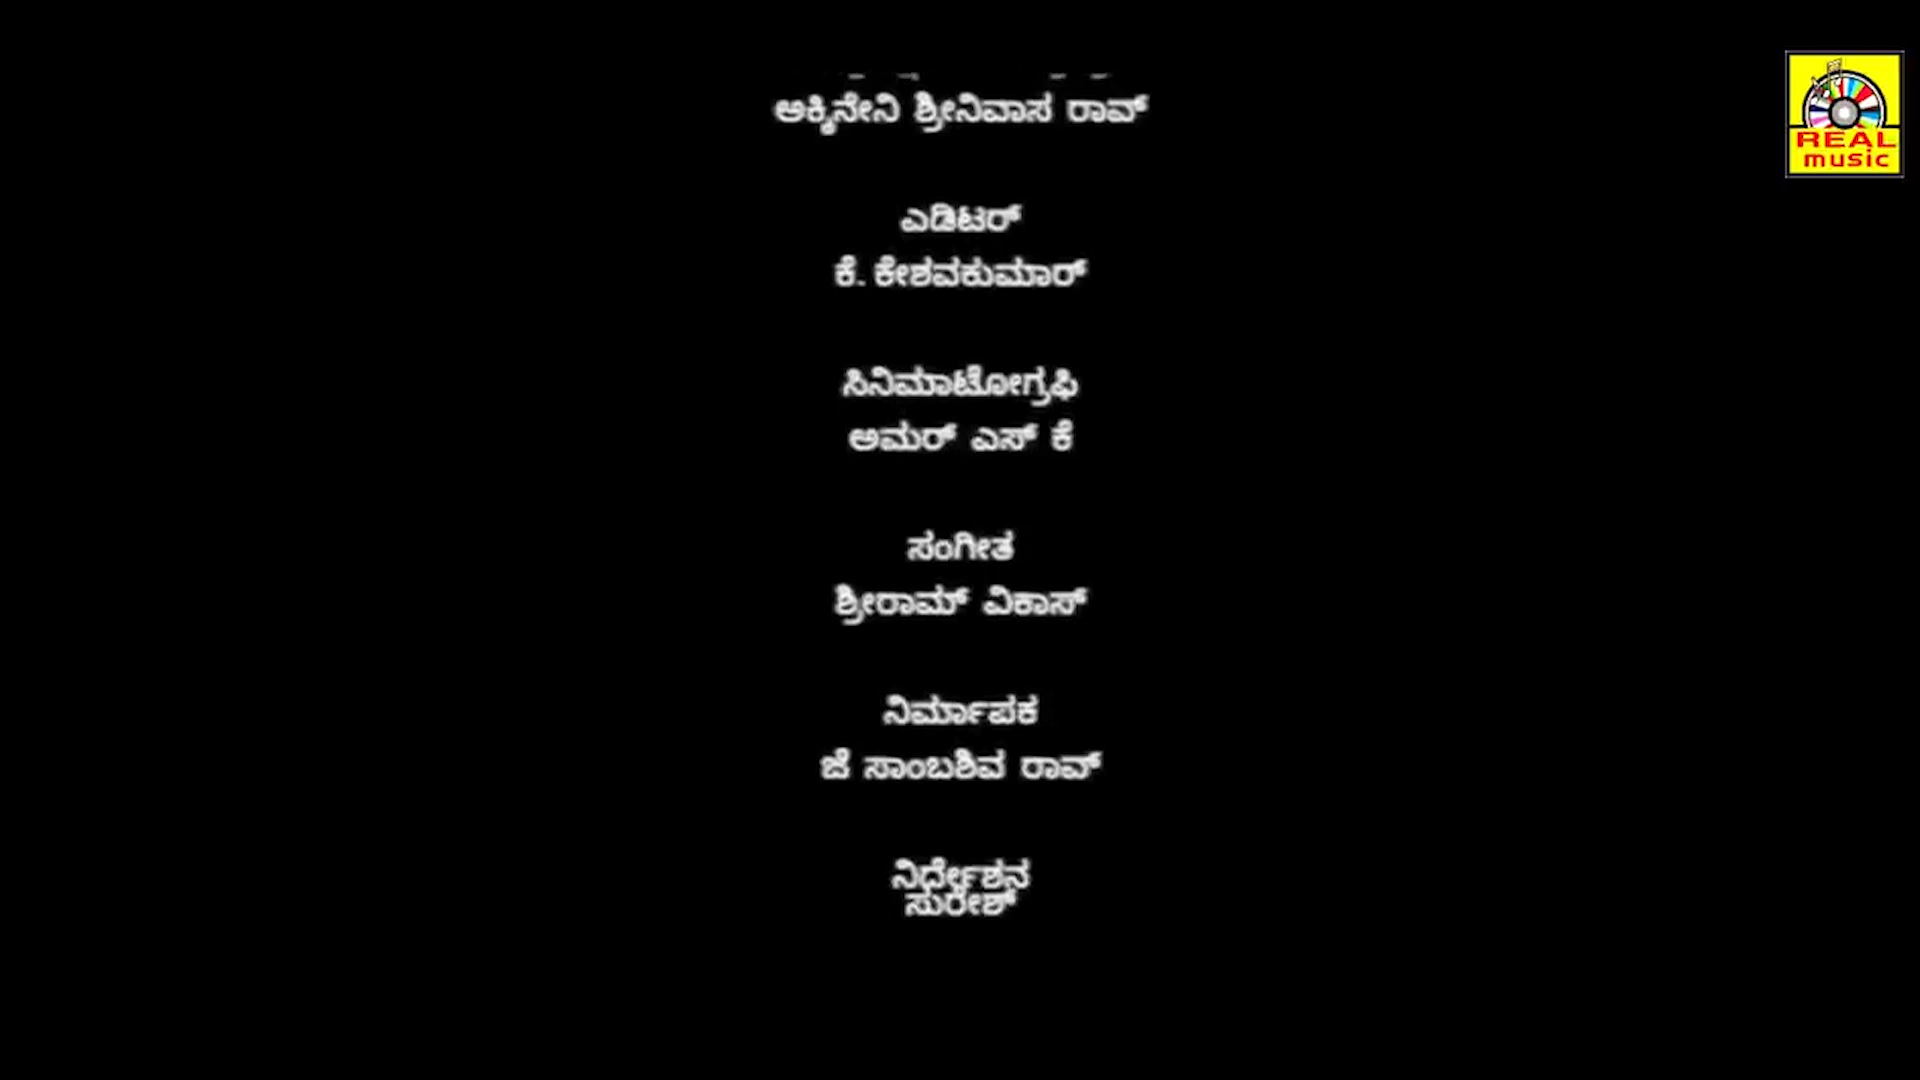 ಅಕ್ಕಿನೇನಿ ಶ್ರೀನಿವಾಸ ರಾವ್
ಎಡಿಟರ್
ಕೆ. ಕೇಶವಕುಮಾರ್
ಸಿನಿಮಾಟೋಗ್ರಫಿ
ಅಮರ್ ಎಸ್ ಕೆ
ಸಂಗೀತ
ಶ್ರೀರಾಮ್ ವಿಕಾಸ್
ನಿರ್ಮಾಪಕ
ಜೆ ಸಾಂಬಶಿವ ರಾವ್
ನಿರ್ದೇಶನ
ಸುರೇಶ್
REAL
music